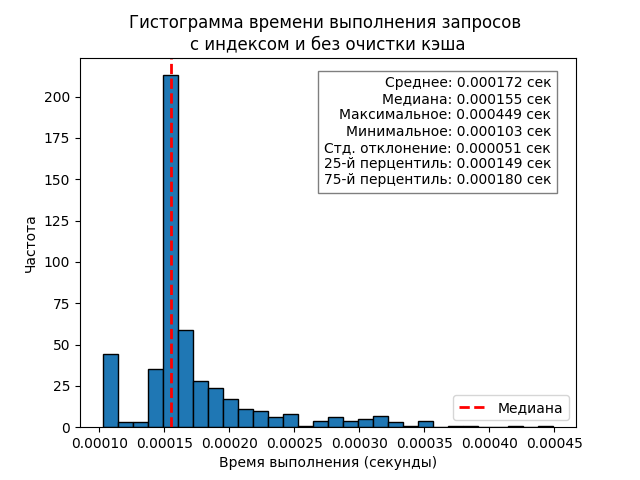 Гистограмма времени выполнения запросов
с индексом и без очистки кэша
Среднее: 0.000172 сек
Медиана: 0.000155 сек
Максимальное: 0.000449 сек
Минимальное: 0.000103 сек
Стд. отклонение: 0.000051 сек
25-й перцентиль: 0.000149 сек
75-й перцентиль: 0.000180 сек
Частота
200
175
150
125
100
75
50
25
0
Медиана
0.00010 0.00015 0.00020 0.00025 0.00030 0.00035 0.00040 0.00045
Время выполнения (секунды)